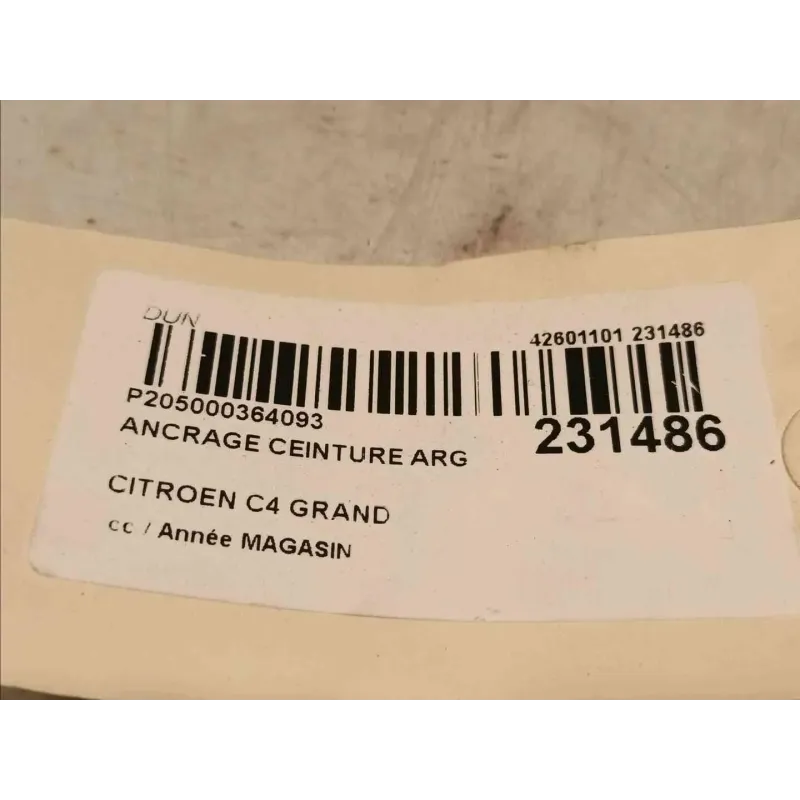 DUN
42601101 231486
P205000364093
231486
ANCRAGE CEINTURE ARG
CITROEN C4 GRAND
cc / Année MAGASIN